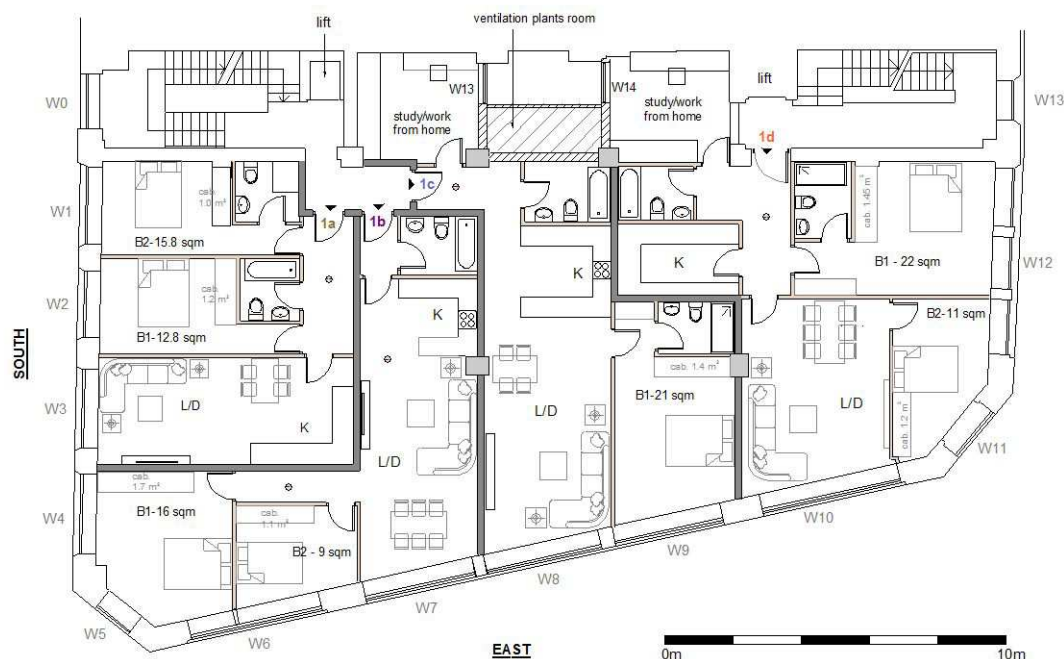 lift
ventilation plants room
W13
W14
lift
W0
study/work
from home
study/work
from home
W13
1d
1c
W1
cab.
1.0 m²
B2-15.8 sqm
1a
1b
cab. 1.45 m²
B1 - 22 sqm
W12
K
K
W2
cab.
1.2 m²
B1-12.8 sqm
K
B2-11 sqm
SOUTH
W3
L/D
K
L/D
cab. 1.4 m²
B1-21 sqm
L/D
cab. 1.2 m²
L/D
W11
cab.
1.7 m²
W4
B1-16 sqm
cab.
1.1 m²
B2 - 9 sqm
W10
W9
W8
W7
W6
W5
EAST
0m
10m